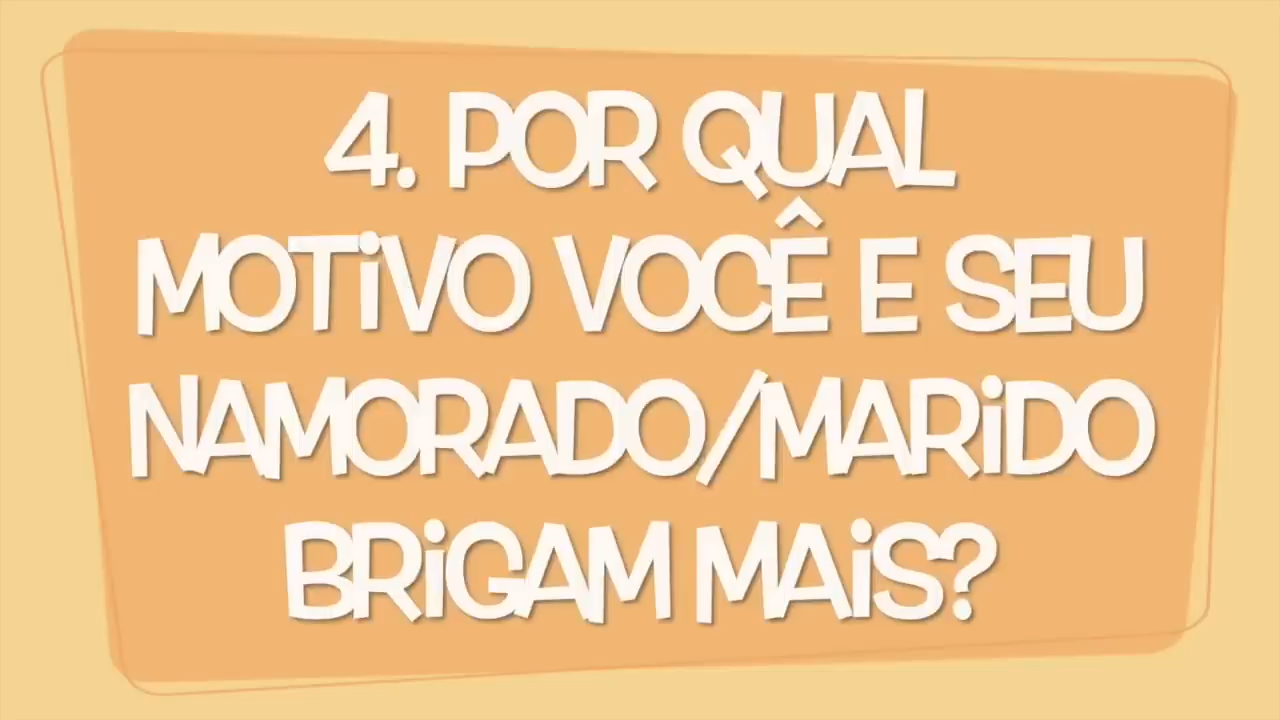 4. POR QUAL
MOTiVO VOCÊ E SEU
NAMORADO/MARiDO
BRiGAM MAiS?